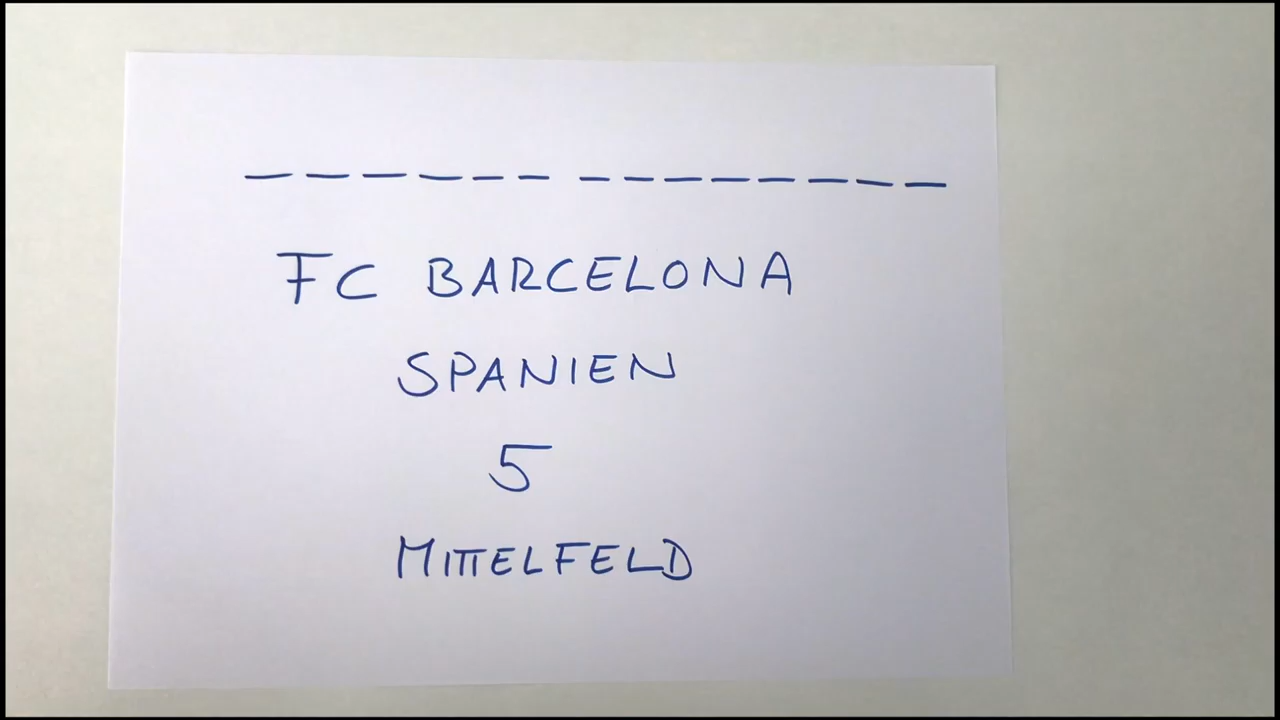 _ _ _ _ _ _ _ _ _ _ _ _ _
FC BARCELONA
SPANIEN
5
MITTELFELD